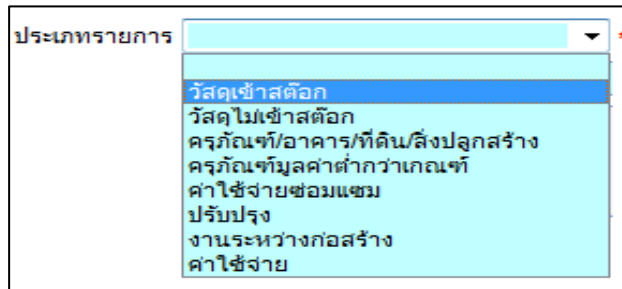 ประเภทรายการ *
วัสดุเข้าสต๊อก
วัสดุไม่เข้าสต๊อก
ครุภัณฑ์/อาคาร/ที่ดิน/สิ่งปลูกสร้าง
ครุภัณฑ์มูลค่าต่ำกว่าเกณฑ์
ค่าใช้จ่ายซ่อมแซม
ปรับปรุง
งานระหว่างก่อสร้าง
ค่าใช้จ่าย